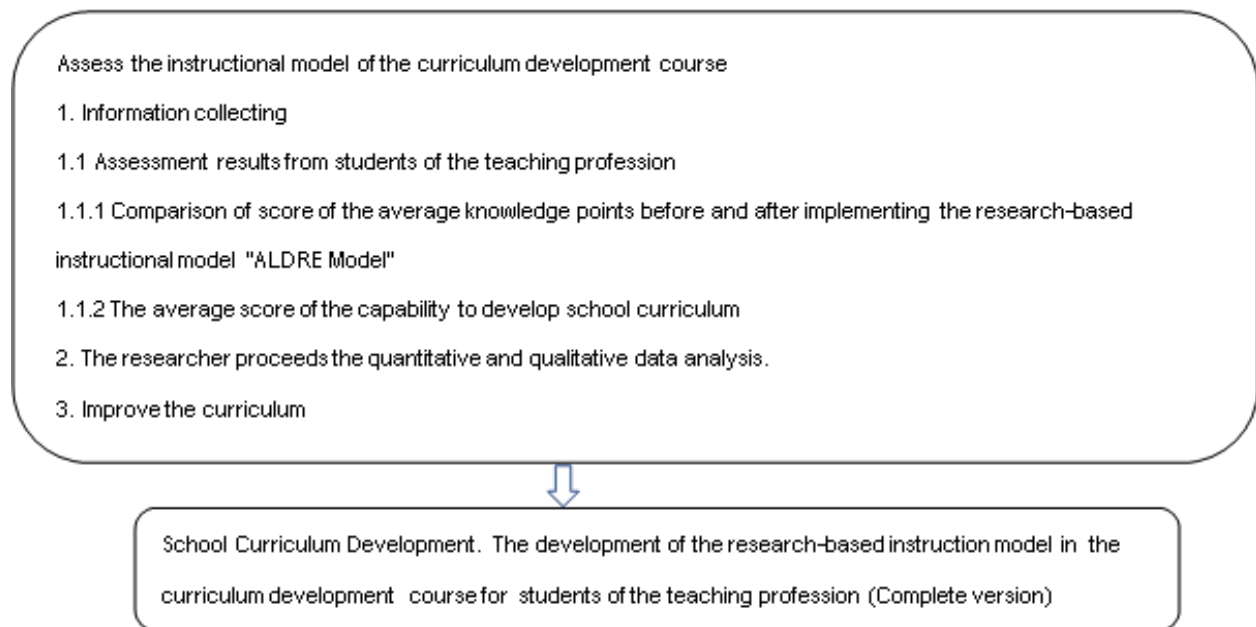 Assess the instructional model of the curriculum development course
1. Information collecting
1.1 Assessment results from students of the teaching profession
1.1.1 Comparison of score of the average knowledge points before and after implementing the research-based
instructional model "ALDRE Model"
1.1.2 The average score of the capability to develop school curriculum
2. The researcher proceeds the quantitative and qualitative data analysis.
3. Improve the curriculum
School Curriculum Development. The development of the research-based instruction model in the
curriculum development course for students of the teaching profession (Complete version)